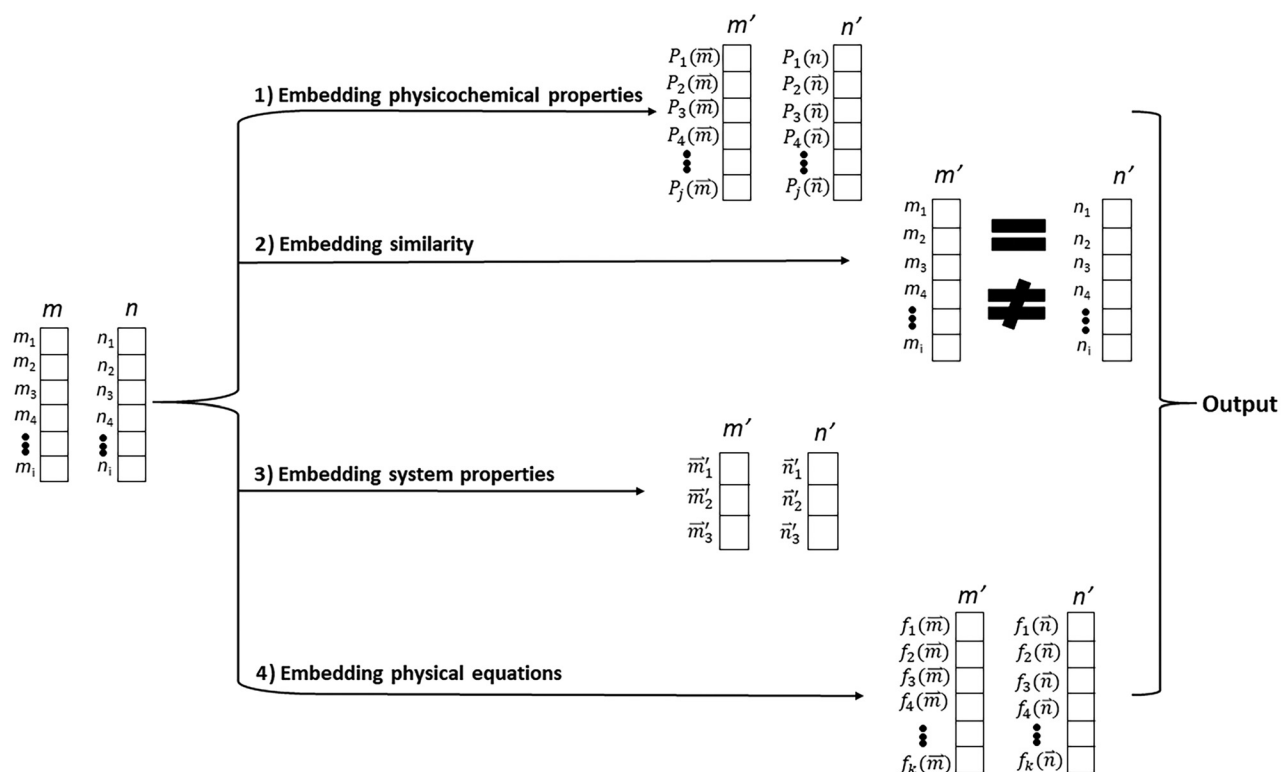 m n
m₁ n₁
m₂ n₂
m₃ n₃
m₄ n₄
mᵢ nᵢ
1) Embedding physicochemical properties
m′ n′
P₁(m⃗) P₁(n)
P₂(m⃗) P₂(n⃗)
P₃(m⃗) P₃(n⃗)
P₄(m⃗) P₄(n⃗)
Pⱼ(m⃗) Pⱼ(n⃗)
2) Embedding similarity
m′ n′
m₁ n₁
m₂ = n₂
m₃ n₃
m₄ ≠ n₄
mᵢ nᵢ
3) Embedding system properties
m′ n′
m⃗′₁ n⃗′₁
m⃗′₂ n⃗′₂
m⃗′₃ n⃗′₃
4) Embedding physical equations
m′ n′
f₁(m⃗) f₁(n⃗)
f₂(m⃗) f₂(n⃗)
f₃(m⃗) f₃(n⃗)
f₄(m⃗) f₄(n⃗)
fₖ(m⃗) fₖ(n⃗)
Output